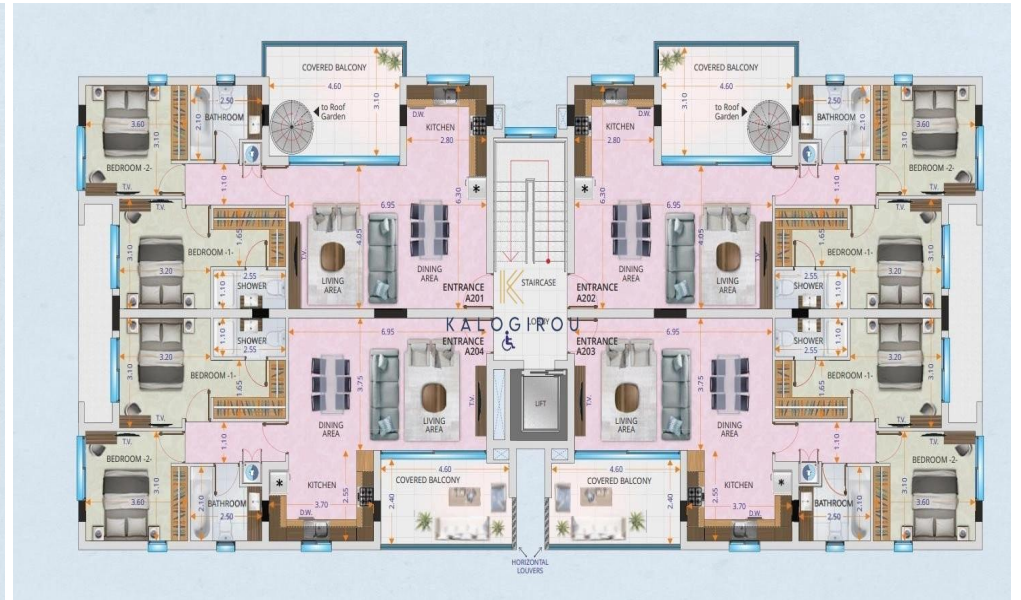 COVERED BALCONY
4.60
3.10
to Roof
Garden
BATHROOM
2.50
2.10
3.60
3.10
BEDROOM -2-
T.V.
D.W.
KITCHEN
2.80
1.10
6.30
6.95
4.05
T.V.
BEDROOM -1-
1.65
3.10
3.20
2.55
1.10
SHOWER
T.V.
LIVING
AREA
DINING
AREA
ENTRANCE
A201
COVERED BALCONY
4.60
3.10
to Roof
Garden
BATHROOM
2.50
2.10
3.60
3.10
BEDROOM -2-
T.V.
D.W.
KITCHEN
2.80
1.10
6.30
6.95
4.05
T.V.
BEDROOM -1-
1.65
3.10
3.20
2.55
1.10
SHOWER
T.V.
LIVING
AREA
DINING
AREA
ENTRANCE
A202
STAIRCASE
LOBBY
K
KALOGIROU
LIFT
ENTRANCE
A204
6.95
3.75
SHOWER
1.10
2.55
3.20
3.10
BEDROOM -1-
1.65
T.V.
T.V.
1.10
DINING
AREA
LIVING
AREA
T.V.
BEDROOM -2-
3.10
3.60
2.10
BATHROOM
2.50
KITCHEN
3.70
2.55
D.W.
4.60
COVERED BALCONY
2.40
ENTRANCE
A203
6.95
3.75
SHOWER
1.10
2.55
3.20
3.10
BEDROOM -1-
1.65
T.V.
T.V.
1.10
DINING
AREA
LIVING
AREA
T.V.
BEDROOM -2-
3.10
3.60
2.10
BATHROOM
2.50
KITCHEN
3.70
2.55
D.W.
4.60
COVERED BALCONY
2.40
HORIZONTAL
LOUVERS